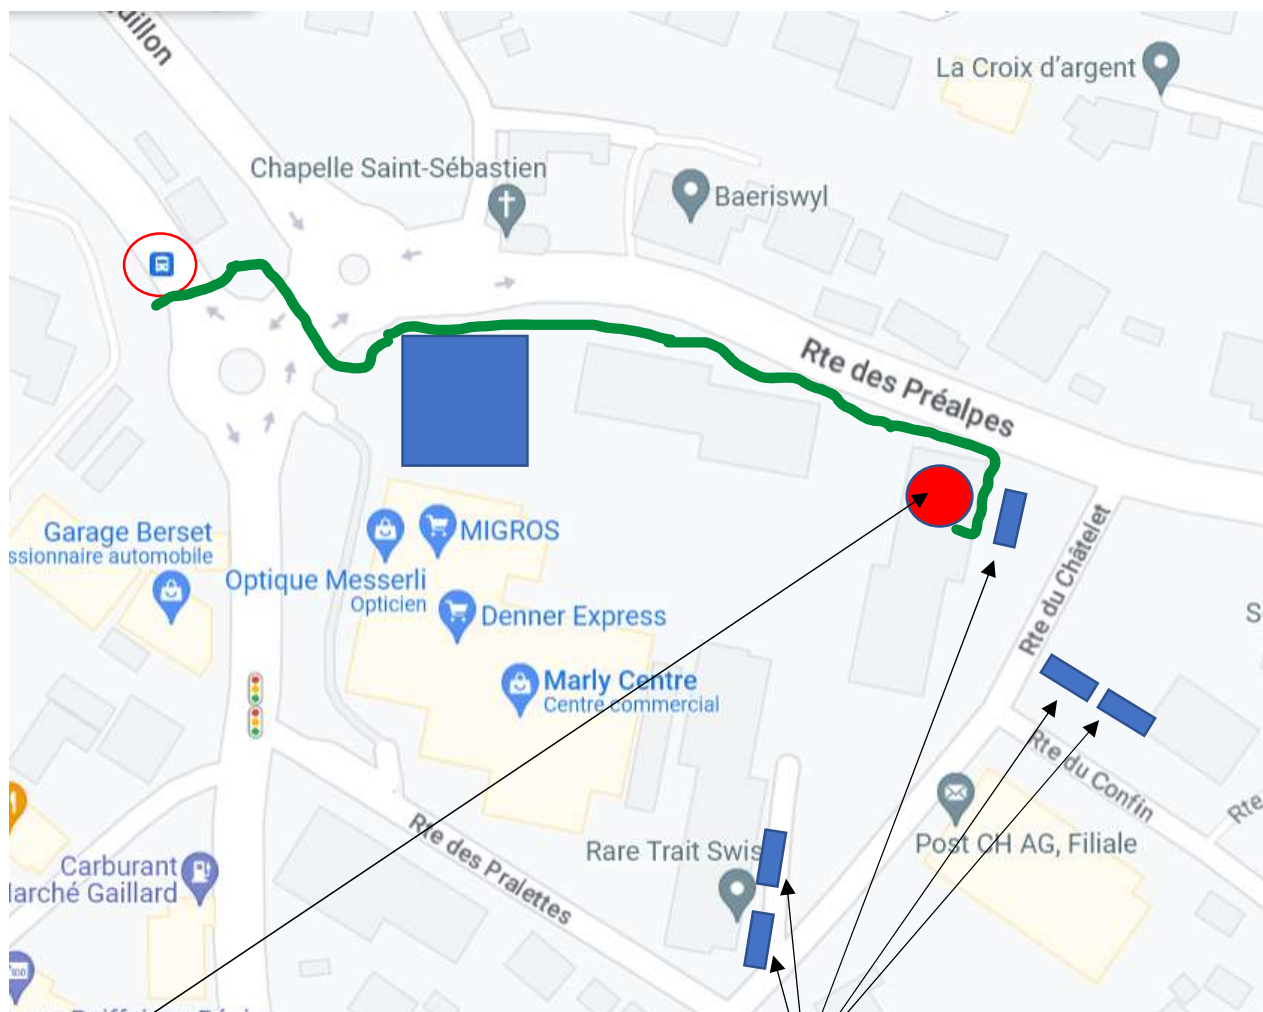 La Croix d'argent
Chapelle Saint-Sébastien
Baeriswyl
Rte des Préalpes
Garage Berset
ssionnaire automobile
MIGROS
Optique Messerli
Opticien
Denner Express
Rte du Châtelet
Marly Centre
Centre commercial
Rte du Confin
Rte
Post CH AG, Filiale
Rte des Pralettes
Rare Trait Swis
Carburant
arché Gaillard